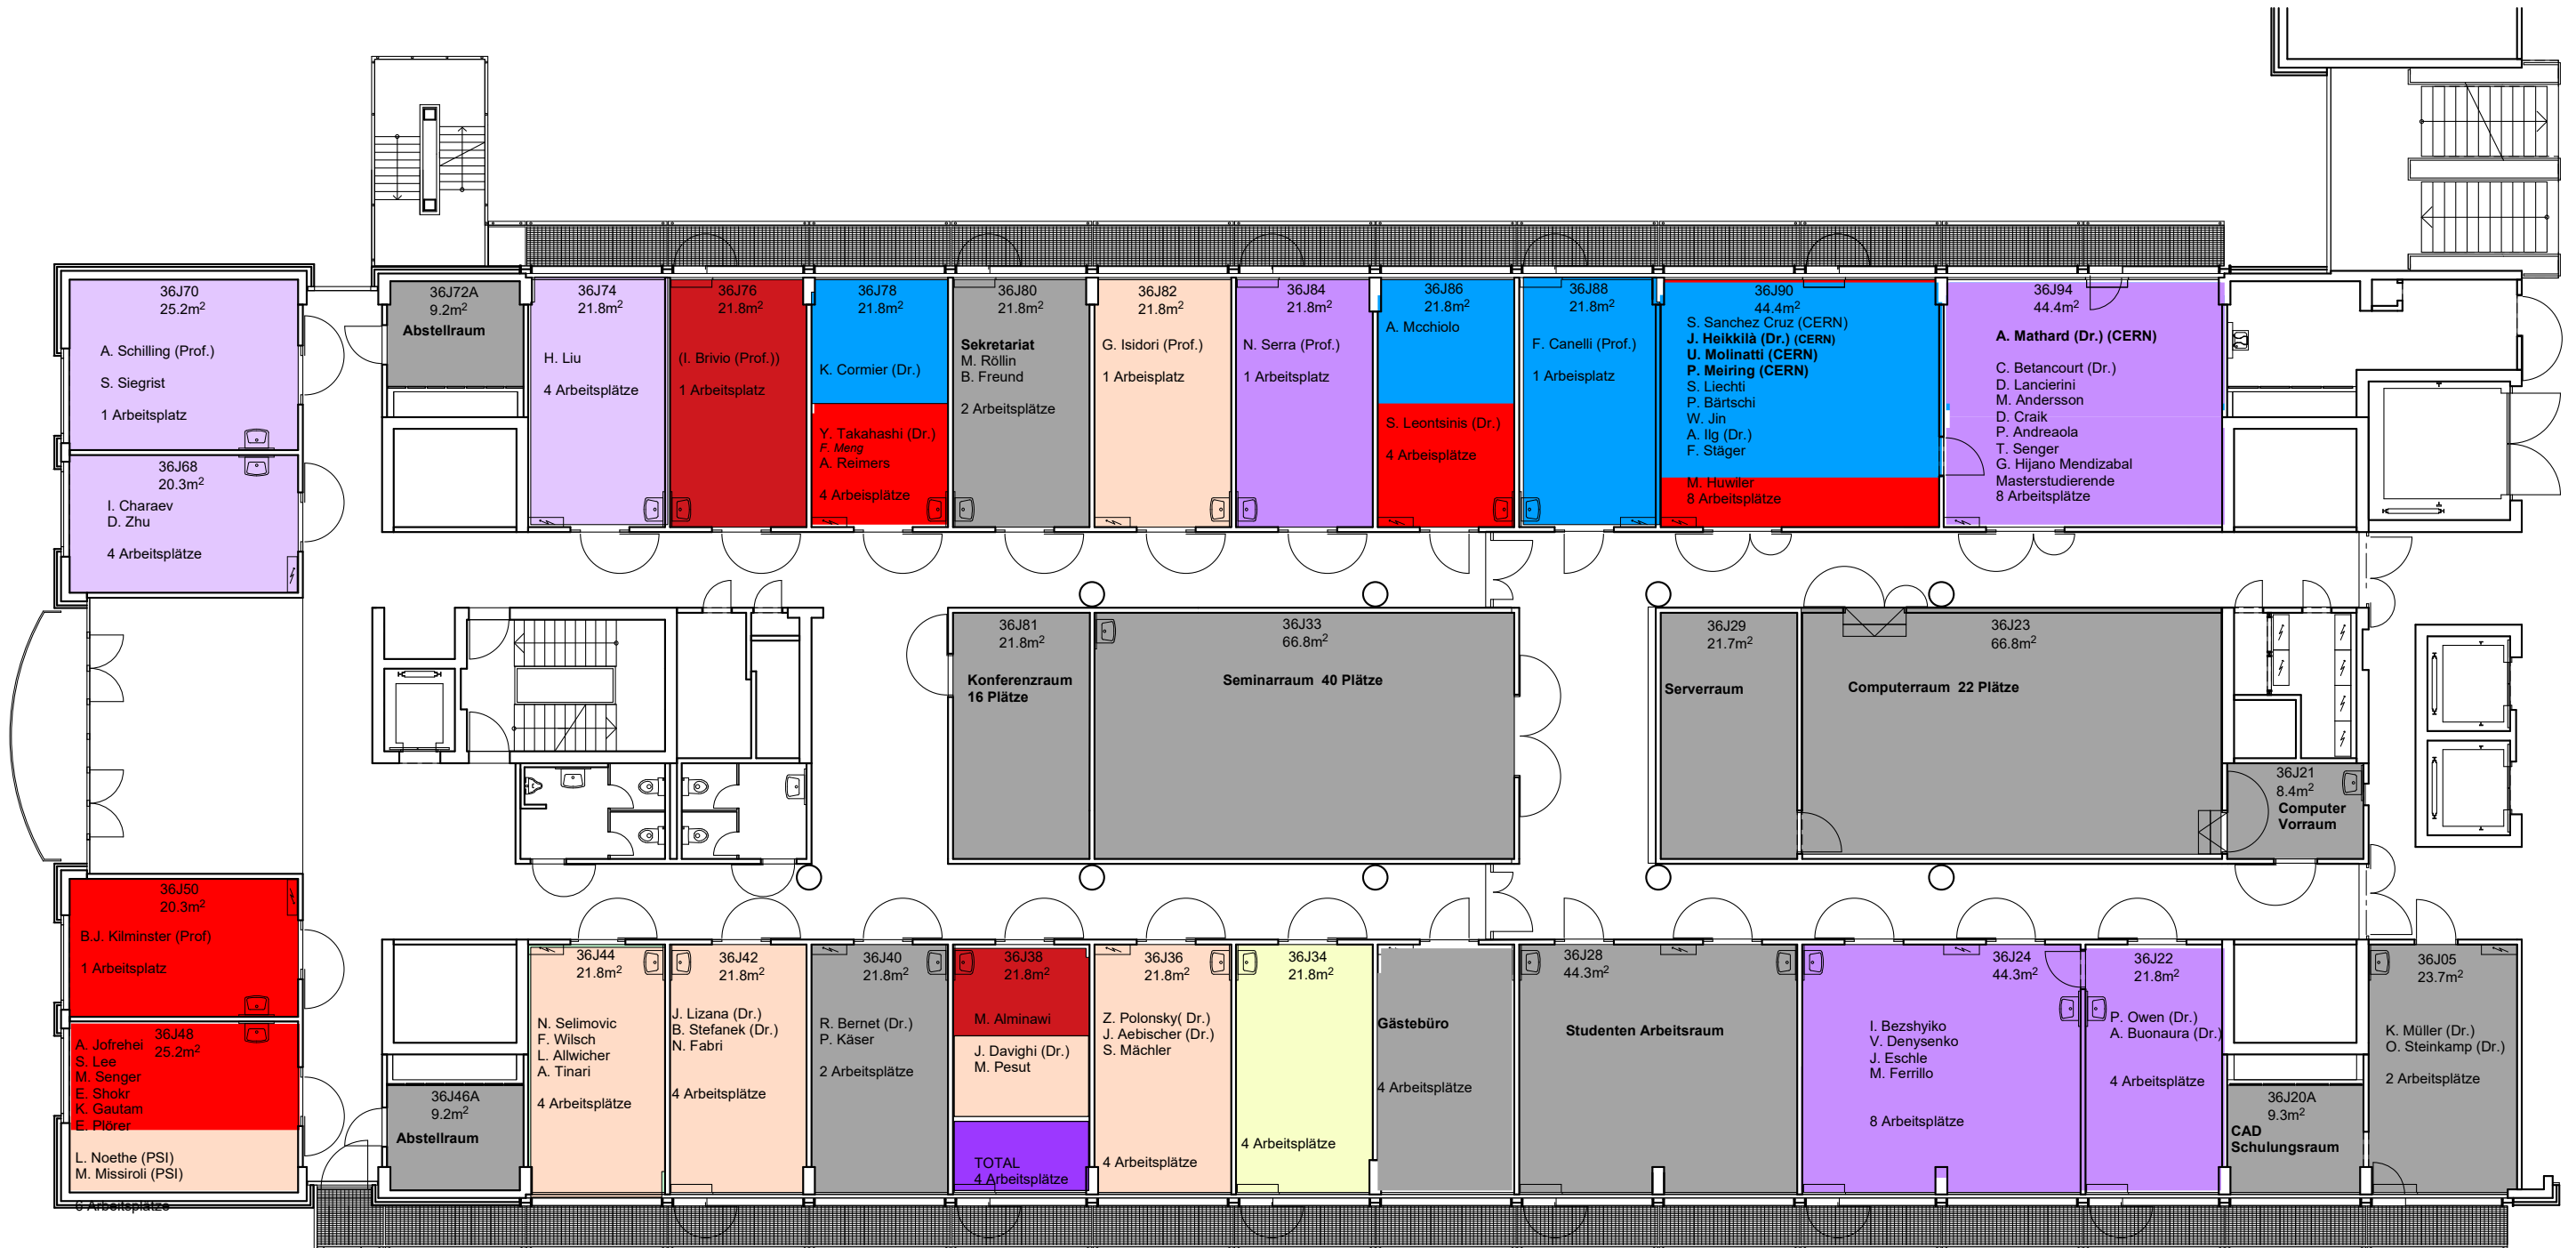 36J70
25.2m²
A. Schilling (Prof.)
S. Siegrist
1 Arbeitsplatz
36J68
20.3m²
I. Charaev
D. Zhu
4 Arbeitsplätze
36J72A
9.2m²
Abstellraum
36J74
21.8m²
H. Liu
4 Arbeitsplätze
36J76
21.8m²
(I. Brivio (Prof.))
1 Arbeitsplatz
36J78
21.8m²
K. Cormier (Dr.)
Y. Takahashi (Dr.)
F. Meng
A. Reimers
4 Arbeisplätze
36J80
21.8m²
Sekretariat
M. Röllin
B. Freund
2 Arbeitsplätze
36J82
21.8m²
G. Isidori (Prof.)
1 Arbeisplatz
36J84
21.8m²
N. Serra (Prof.)
1 Arbeitsplatz
36J86
21.8m²
A. Mcchiolo
S. Leontsinis (Dr.)
4 Arbeisplätze
36J88
21.8m²
F. Canelli (Prof.)
1 Arbeisplatz
36J90
44.4m²
S. Sanchez Cruz (CERN)
J. Heikkilà (Dr.) (CERN)
U. Molinatti (CERN)
P. Meiring (CERN)
S. Liechti
P. Bärtschi
W. Jin
A. Ilg (Dr.)
F. Stäger
M. Huwiler
8 Arbeitsplätze
36J94
44.4m²
A. Mathard (Dr.) (CERN)
C. Betancourt (Dr.)
D. Lancierini
M. Andersson
D. Craik
P. Andreaola
T. Senger
G. Hijano Mendizabal
Masterstudierende
8 Arbeitsplätze
36J81
21.8m²
Konferenzraum
16 Plätze
36J33
66.8m²
Seminarraum 40 Plätze
36J29
21.7m²
Serverraum
36J23
66.8m²
Computerraum 22 Plätze
36J21
8.4m²
Computer
Vorraum
36J50
20.3m²
B.J. Kilminster (Prof)
1 Arbeitsplatz
36J48
25.2m²
A. Jofrehei
S. Lee
M. Senger
E. Shokr
K. Gautam
E. Plörer
L. Noethe (PSI)
M. Missiroli (PSI)
6 Arbeitsplätze
36J46A
9.2m²
Abstellraum
36J44
21.8m²
N. Selimovic
F. Wilsch
L. Allwicher
A. Tinari
4 Arbeitsplätze
36J42
21.8m²
J. Lizana (Dr.)
B. Stefanek (Dr.)
N. Fabri
4 Arbeitsplätze
36J40
21.8m²
R. Bernet (Dr.)
P. Käser
2 Arbeitsplätze
36J38
21.8m²
M. Alminawi
J. Davighi (Dr.)
M. Pesut
TOTAL
4 Arbeitsplätze
36J36
21.8m²
Z. Polonsky( Dr.)
J. Aebischer (Dr.)
S. Mächler
4 Arbeitsplätze
36J34
21.8m²
4 Arbeitsplätze
Gästebüro
4 Arbeitsplätze
36J28
44.3m²
Studenten Arbeitsraum
36J24
44.3m²
I. Bezshyiko
V. Denysenko
J. Eschle
M. Ferrillo
8 Arbeitsplätze
36J22
21.8m²
P. Owen (Dr.)
A. Buonaura (Dr.)
4 Arbeitsplätze
36J20A
9.3m²
CAD
Schulungsraum
36J05
23.7m²
K. Müller (Dr.)
O. Steinkamp (Dr.)
2 Arbeitsplätze